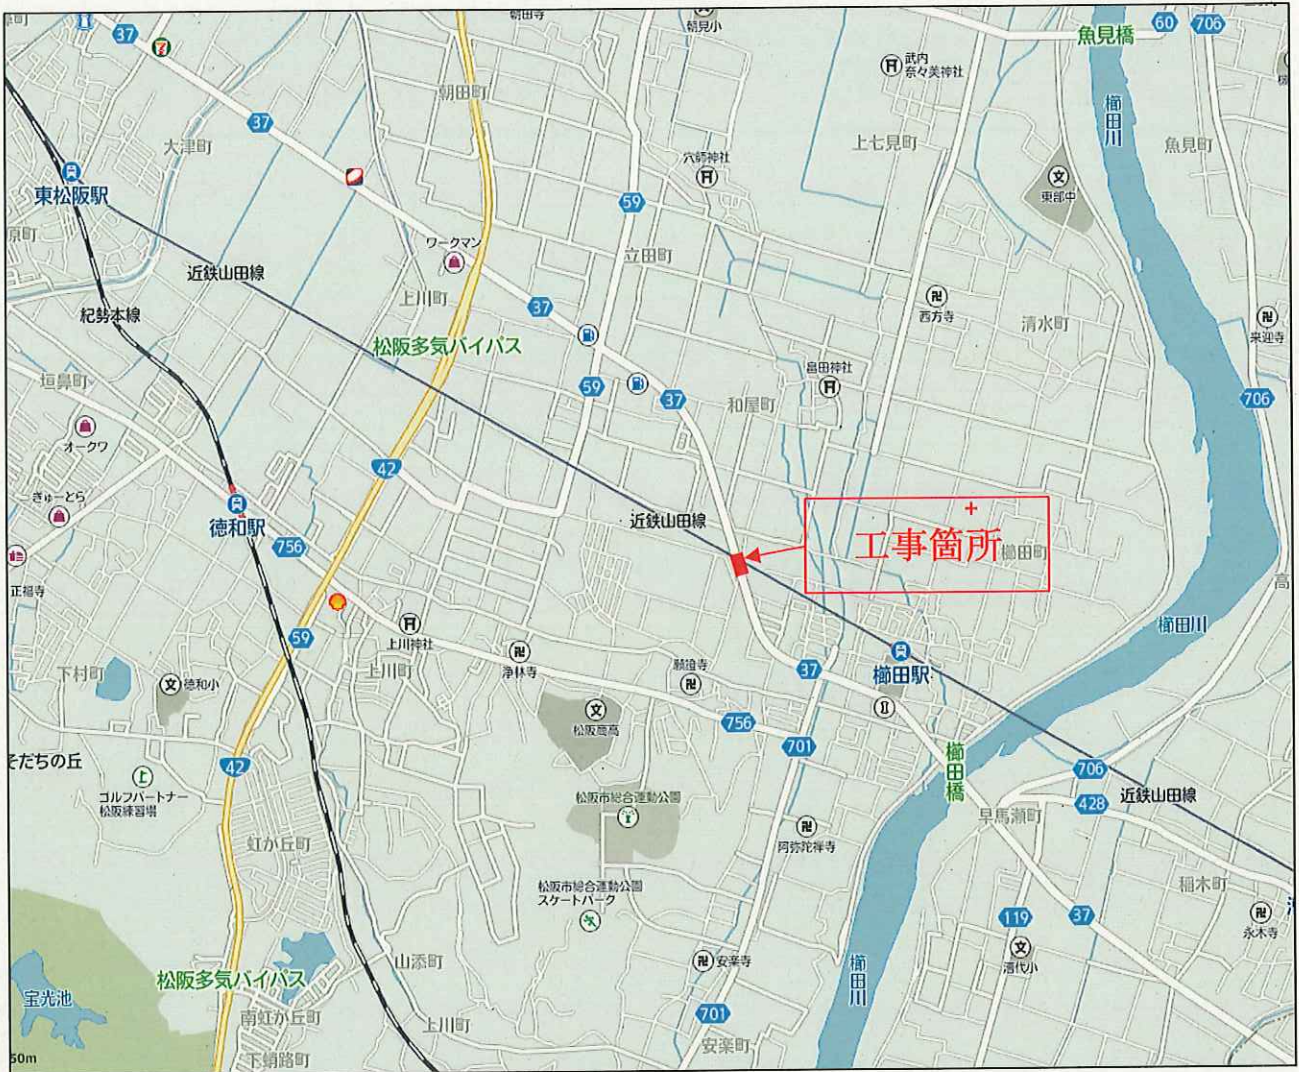 朝田寺
朝見小
60
706
37
魚見橋
武内
奈々美神社
朝田町
櫛田川
37
大津町
上七見町
魚見町
穴師神社
東松阪駅
59
東部中
原町
ワークマン
立田町
近鉄山田線
上川町
37
西方寺
紀勢本線
清水町
来迎寺
松阪多気バイパス
畠田神社
垣鼻町
59
37
和屋町
706
オークワ
42
ぎゅーとら
徳和駅
近鉄山田線
756
工事箇所
櫛田町
正福寺
高
櫛田川
59
上川神社
下村町
徳和小
上川町
浄林寺
願證寺
37
櫛田駅
松阪商高
756
701
そだちの丘
42
櫛田橋
706
ゴルフパートナー
松阪練習場
松阪市総合運動公園
428
近鉄山田線
早馬瀬町
虹が丘町
阿弥陀禅寺
松阪市総合運動公園
スケートパーク
稲木町
119
37
永木寺
山添町
安楽寺
漕代小
松阪多気バイパス
櫛田川
宝光池
南虹が丘町
上川町
701
安楽町
50m
下蛸路町